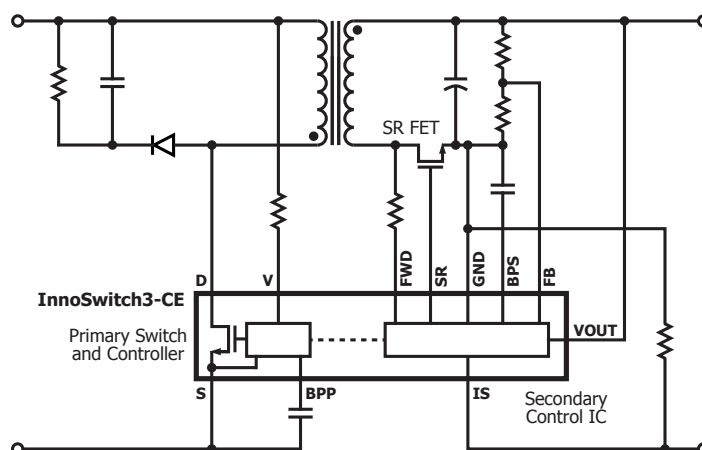 SR FET
D
V
FWD
SR
GND
BPS
FB
InnoSwitch3-CE
Primary Switch
and Controller
VOUT
S
BPP
IS
Secondary
Control IC